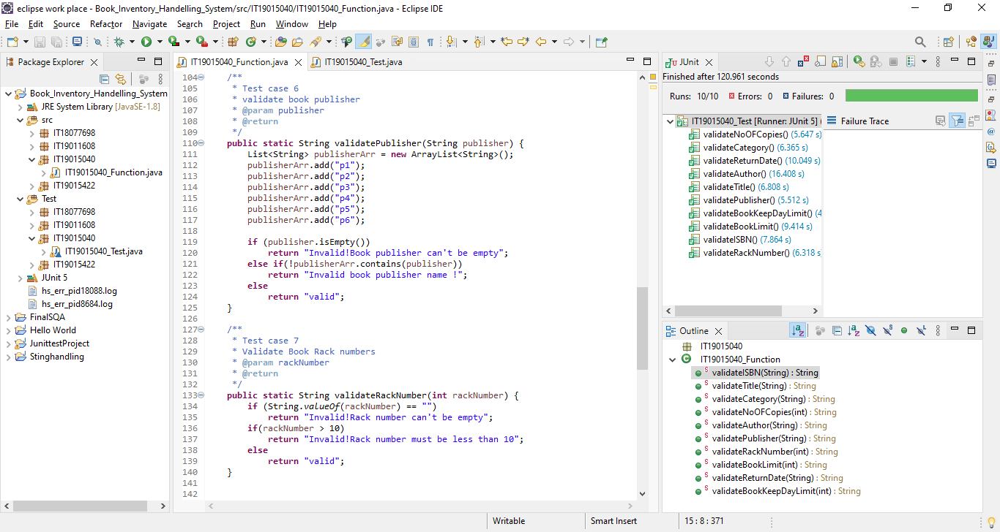 eclipse work place - Book_Inventory_Handelling_System/src/IT19015040/IT19015040_Function.java - Eclipse IDE
File Edit Source Refactor Navigate Search Project Run Window Help
Package Explorer
Book_Inventory_Handelling_System
JRE System Library [JavaSE-1.8]
src
IT18077698
IT19011608
IT19015040
IT19015040_Function.java
IT19015422
Test
IT18077698
IT19011608
IT19015040
IT19015040_Test.java
IT19015422
JUnit 5
hs_err_pid18088.log
hs_err_pid8684.log
FinalSQA
Hello World
JunittestProject
Stinghandling
IT19015040_Function.java IT19015040_Test.java
104 /**
105 * Test case 6
106 * validate book publisher
107 * @param publisher
108 * @return
109 */
110 public static String validatePublisher(String publisher) {
111 List<String> publisherArr = new ArrayList<String>();
112 publisherArr.add("p1");
113 publisherArr.add("p2");
114 publisherArr.add("p3");
115 publisherArr.add("p4");
116 publisherArr.add("p5");
117 publisherArr.add("p6");
118
119 if (publisher.isEmpty())
120 return "Invalid!Book publisher can't be empty";
121 else if(!publisherArr.contains(publisher))
122 return "Invalid book publisher name !";
123 else
124 return "valid";
125 }
126
127 /**
128 * Test case 7
129 * Validate Book Rack numbers
130 * @param rackNumber
131 * @return
132 */
133 public static String validateRackNumber(int rackNumber) {
134 if (String.valueOf(rackNumber) == "")
135 return "Invalid!Rack number can't be empty";
136 if(rackNumber > 10)
137 return "Invalid!Rack number must be less than 10";
138 else
139 return "valid";
140 }
141
142
JUnit
Finished after 120.961 seconds
Runs: 10/10 Errors: 0 Failures: 0
IT19015040_Test [Runner: JUnit 5] (
validateNoOFCopies() (5.647 s)
validateCategory() (6.365 s)
validateReturnDate() (10.049 s)
validateAuthor() (16.408 s)
validateTitle() (6.808 s)
validatePublisher() (5.512 s)
validateBookKeepDayLimit() (4
validateBookLimit() (9.414 s)
validateISBN() (7.864 s)
validateRackNumber() (6.318 s
Failure Trace
Outline
IT19015040
IT19015040_Function
validateISBN(String) : String
validateTitle(String) : String
validateCategory(String) : String
validateNoOFCopies(int) : String
validateAuthor(String) : String
validatePublisher(String) : String
validateRackNumber(int) : String
validateBookLimit(int) : String
validateReturnDate(String) : String
validateBookKeepDayLimit(int) : String
Writable Smart Insert 15 : 8 : 371